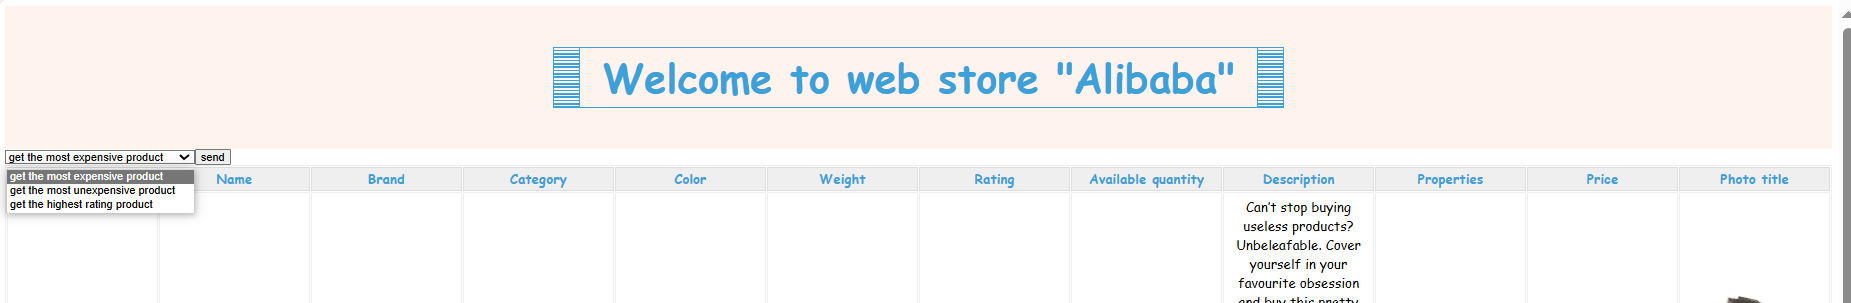 Welcome to web store "Alibaba"
get the most expensive product send
get the most expensive product
get the most unexpensive product
get the highest rating product
Name Brand Category Color Weight Rating Available quantity Description Properties Price Photo title
Can't stop buying
useless products?
Unbeleafable. Cover
yourself in your
favourite obsession
and buy this pretty